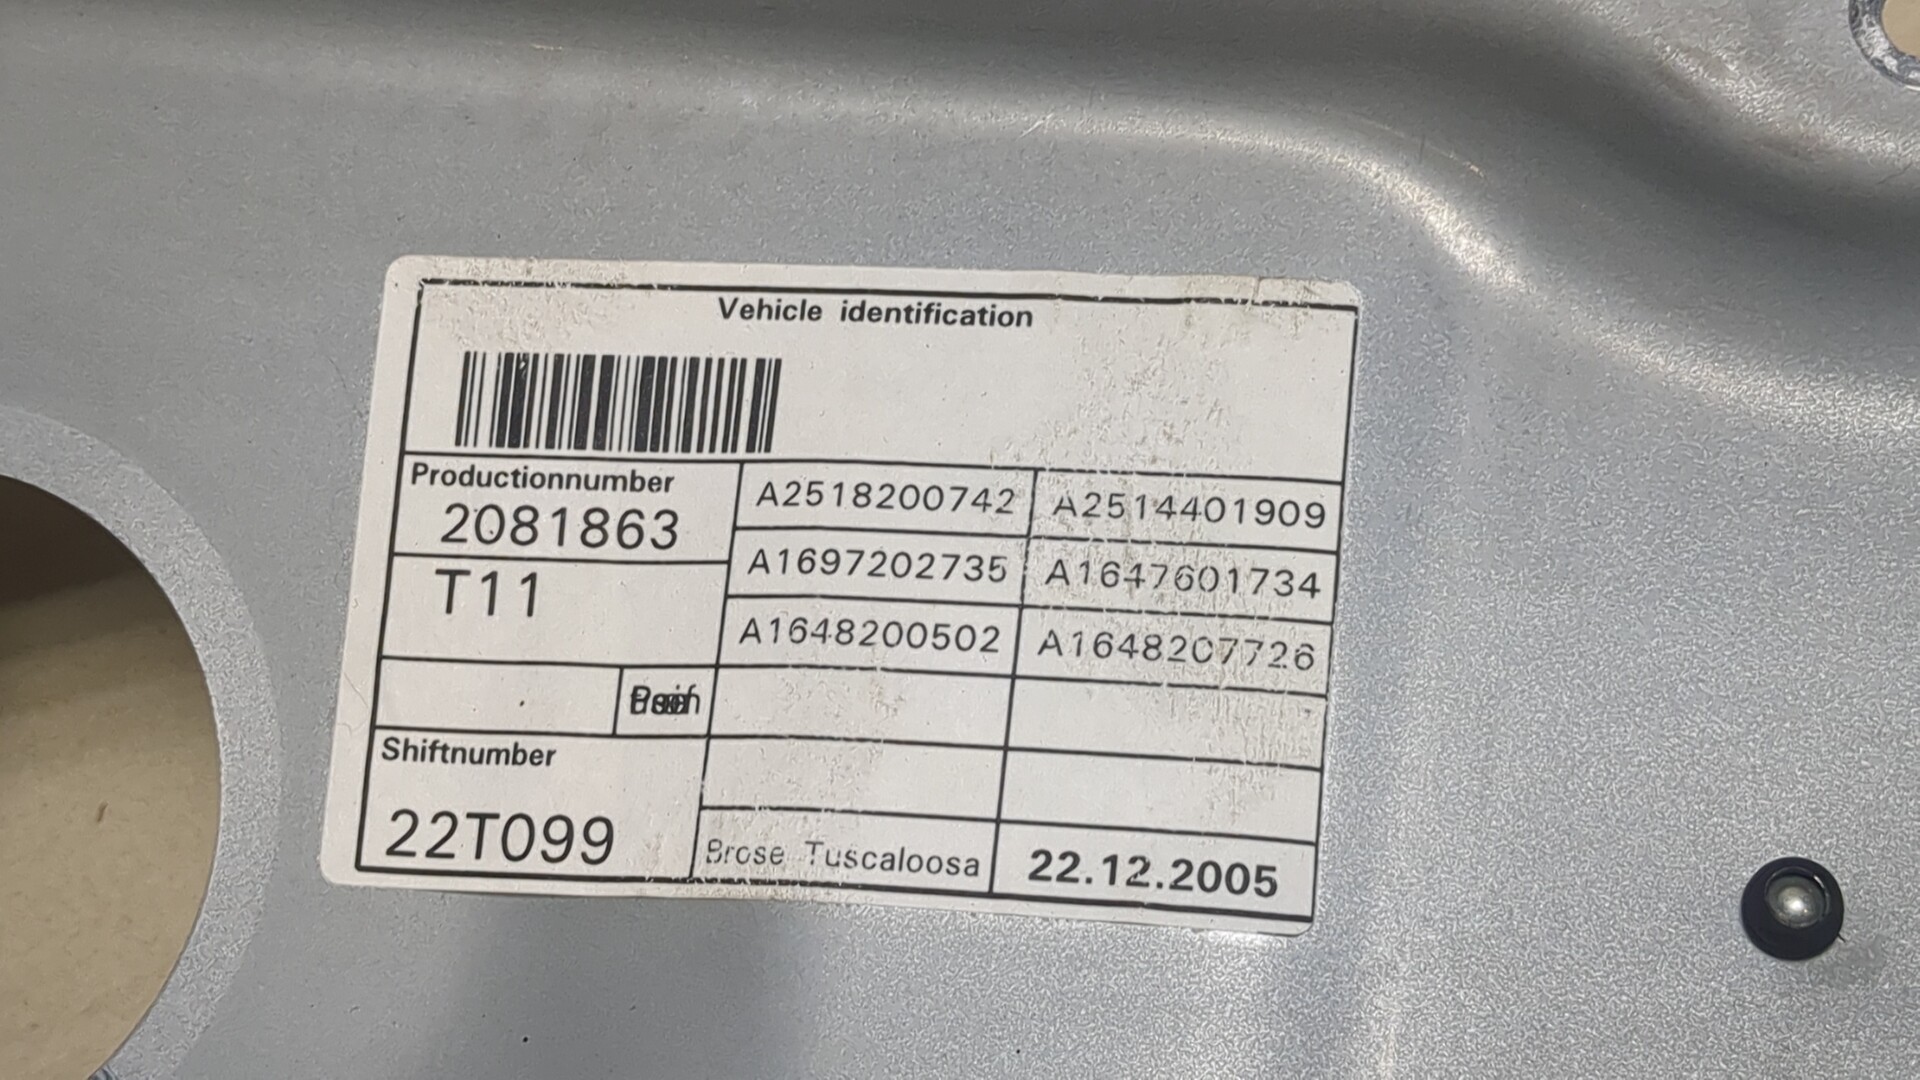 Vehicle identification
Productionnumber
2081863
A2518200742 A2514401909
T11
A1697202735 A1647601734
A1648200502 A1648207726
Shiftnumber
22T099
Brose Tuscaloosa
22.12.2005